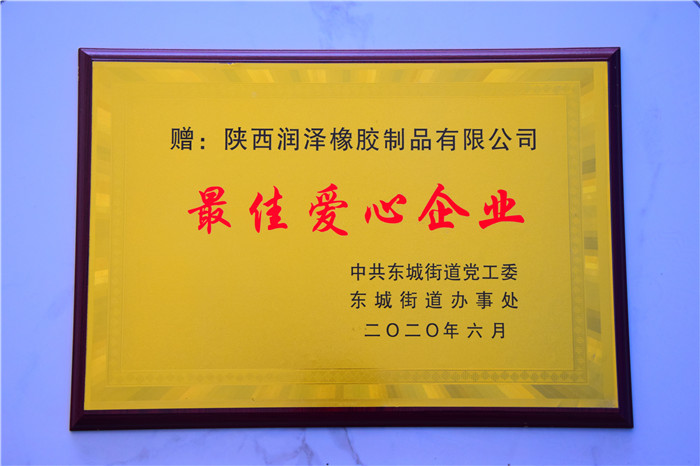 赠：陕西润泽橡胶制品有限公司
最佳爱心企业
中共东城街道党工委
东城街道办事处
二〇二〇年六月